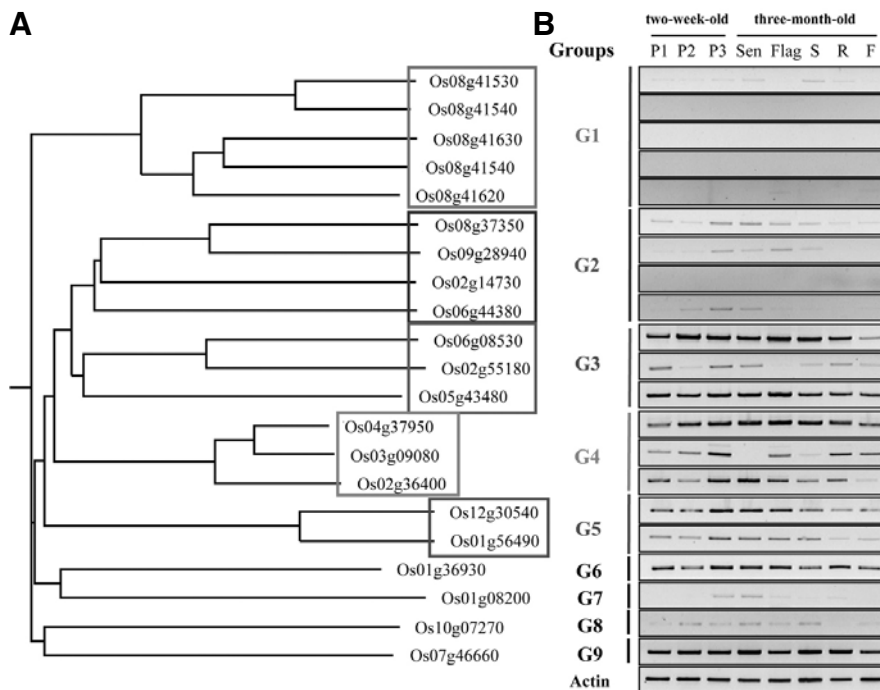 A
B
two-week-old three-month-old
Groups P1 P2 P3 Sen Flag S R F
Os08g41530
Os08g41540
Os08g41630
Os08g41540
Os08g41620
G1
Os08g37350
Os09g28940
Os02g14730
Os06g44380
G2
Os06g08530
Os02g55180
Os05g43480
G3
Os04g37950
Os03g09080
Os02g36400
G4
Os12g30540
Os01g56490
G5
Os01g36930 G6
Os01g08200 G7
Os10g07270 G8
Os07g46660 G9
Actin